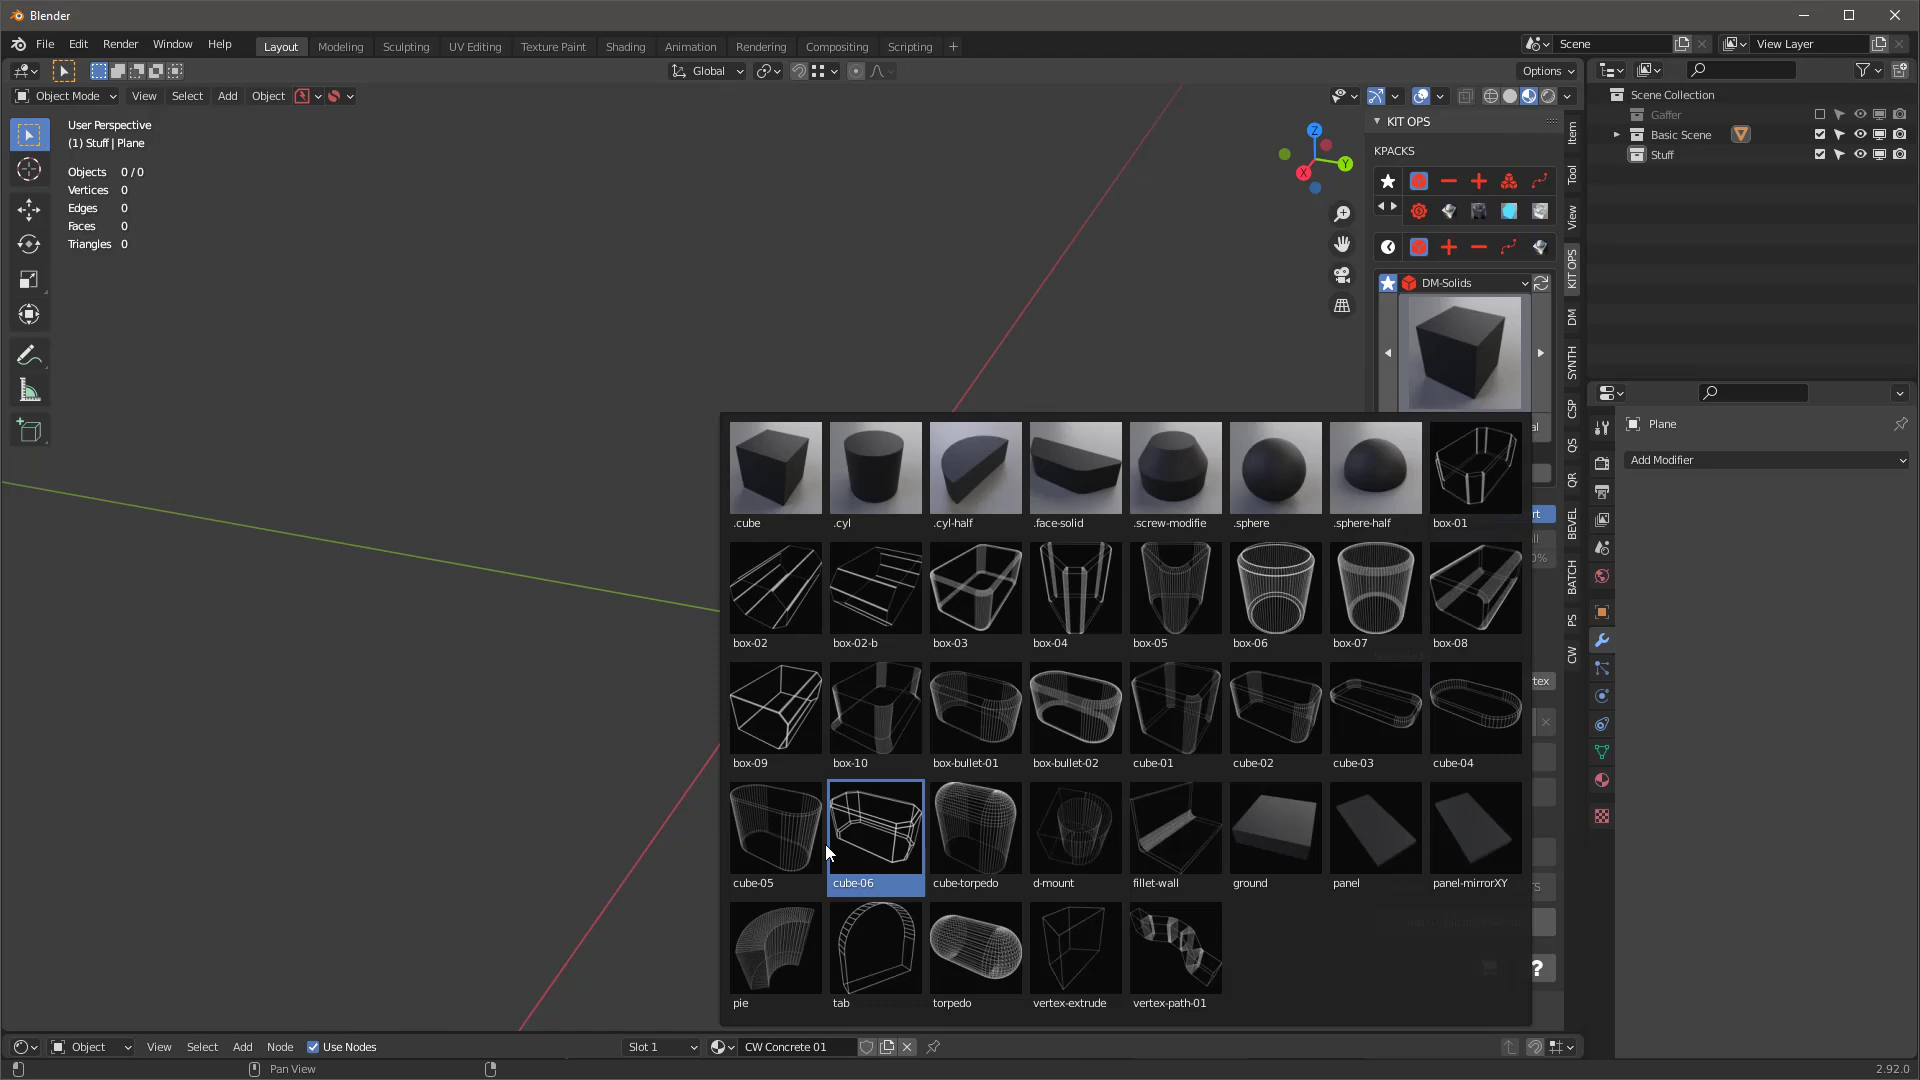 Blender
File Edit Render Window Help
Layout Modeling Sculpting UV Editing Texture Paint Shading Animation Rendering Compositing Scripting +
Scene View Layer
Global
Options
Object Mode View Select Add Object
User Perspective
(1) Stuff | Plane
Objects 0 / 0
Vertices 0
Edges 0
Faces 0
Triangles 0
Z
Y
X
KIT OPS
KPACKS
DM-Solids
Item
Tool
View
KIT OPS
DM
SYNTH
CSP
QS
QR
BEVEL
BATCH
PS
CW
Scene Collection
Gaffer
Basic Scene
Stuff
Plane
Add Modifier
.cube .cyl .cyl-half .face-solid .screw-modifie .sphere .sphere-half box-01
box-02 box-02-b box-03 box-04 box-05 box-06 box-07 box-08
box-09 box-10 box-bullet-01 box-bullet-02 cube-01 cube-02 cube-03 cube-04
cube-05 cube-06 cube-torpedo d-mount fillet-wall ground panel panel-mirrorXY
pie tab torpedo vertex-extrude vertex-path-01
?
Object View Select Add Node Use Nodes Slot 1 CW Concrete 01
Pan View
2.92.0